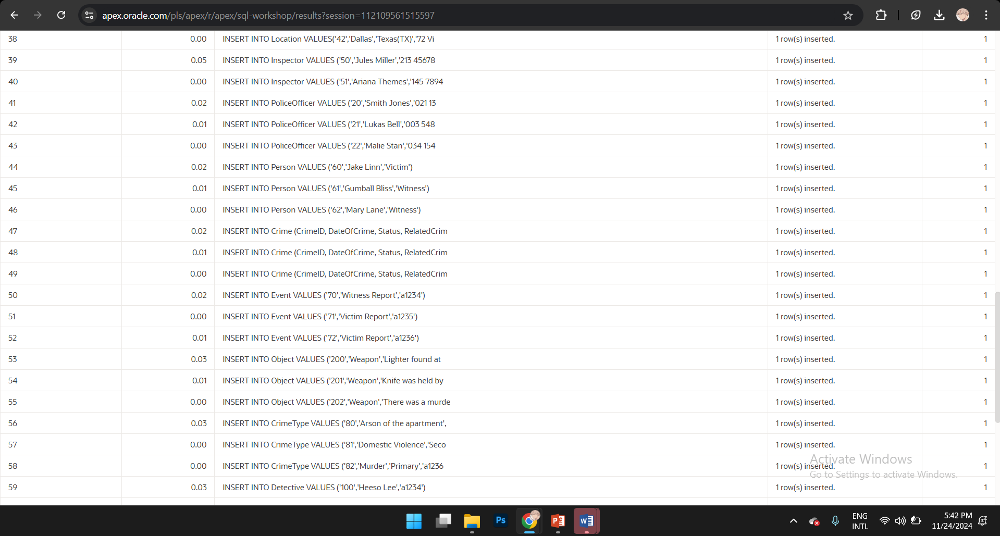 apex.oracle.com/pls/apex/r/apex/sql-workshop/results?session=112109561515597
38 0.00 INSERT INTO Location VALUES('42','Dallas','Texas(TX)','72 Vi 1 row(s) inserted. 1
39 0.05 INSERT INTO Inspector VALUES ('50','Jules Miller','213 45678 1 row(s) inserted. 1
40 0.00 INSERT INTO Inspector VALUES ('51','Ariana Themes','145 7894 1 row(s) inserted. 1
41 0.02 INSERT INTO PoliceOfficer VALUES ('20','Smith Jones','021 13 1 row(s) inserted. 1
42 0.01 INSERT INTO PoliceOfficer VALUES ('21','Lukas Bell','003 548 1 row(s) inserted. 1
43 0.00 INSERT INTO PoliceOfficer VALUES ('22','Malie Stan','034 154 1 row(s) inserted. 1
44 0.02 INSERT INTO Person VALUES ('60','Jake Linn','Victim') 1 row(s) inserted. 1
45 0.01 INSERT INTO Person VALUES ('61','Gumball Bliss','Witness') 1 row(s) inserted. 1
46 0.00 INSERT INTO Person VALUES ('62','Mary Lane','Witness') 1 row(s) inserted. 1
47 0.02 INSERT INTO Crime (CrimeID, DateOfCrime, Status, RelatedCrim 1 row(s) inserted. 1
48 0.01 INSERT INTO Crime (CrimeID, DateOfCrime, Status, RelatedCrim 1 row(s) inserted. 1
49 0.00 INSERT INTO Crime (CrimeID, DateOfCrime, Status, RelatedCrim 1 row(s) inserted. 1
50 0.02 INSERT INTO Event VALUES ('70','Witness Report','a1234') 1 row(s) inserted. 1
51 0.00 INSERT INTO Event VALUES ('71','Victim Report','a1235') 1 row(s) inserted. 1
52 0.01 INSERT INTO Event VALUES ('72','Victim Report','a1236') 1 row(s) inserted. 1
53 0.03 INSERT INTO Object VALUES ('200','Weapon','Lighter found at 1 row(s) inserted. 1
54 0.01 INSERT INTO Object VALUES ('201','Weapon','Knife was held by 1 row(s) inserted. 1
55 0.00 INSERT INTO Object VALUES ('202','Weapon','There was a murde 1 row(s) inserted. 1
56 0.03 INSERT INTO CrimeType VALUES ('80','Arson of the apartment', 1 row(s) inserted. 1
57 0.00 INSERT INTO CrimeType VALUES ('81','Domestic Violence','Seco 1 row(s) inserted. 1
58 0.00 INSERT INTO CrimeType VALUES ('82','Murder','Primary','a1236 1 row(s) inserted. 1
59 0.03 INSERT INTO Detective VALUES ('100','Heeso Lee','a1234') 1 row(s) inserted. 1
Activate Windows
Go to Settings to activate Windows.
Ps
P
W
ENG
INTL
5:42 PM
11/24/2024